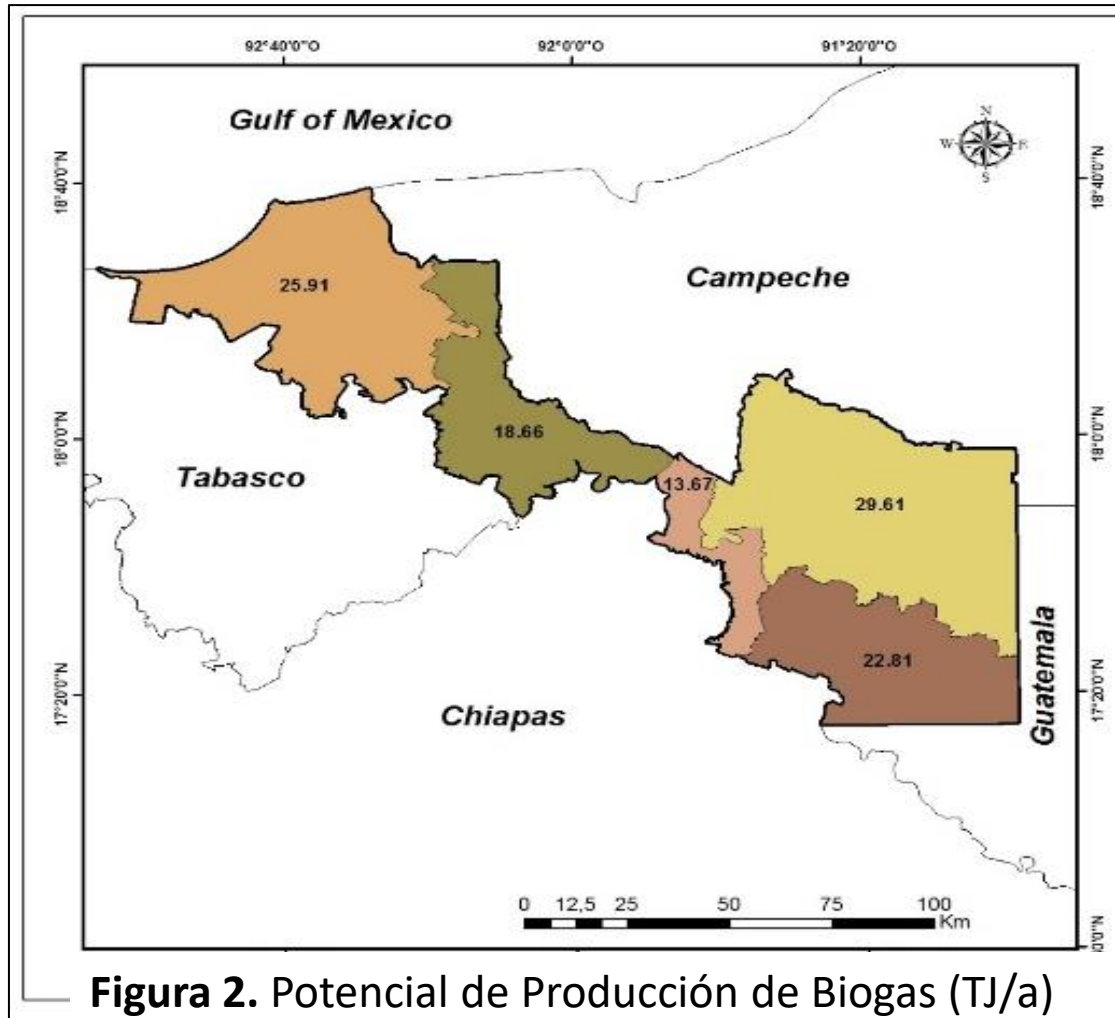 92°40'0"O 92°0'0"O 91°20'0"O
Gulf of Mexico
N
W E
S
18°40'0"N
18°40'0"N
25.91
Campeche
18.66
18°0'0"N
18°0'0"N
Tabasco
13.67
29.61
22.81
Guatemala
17°20'0"N
17°20'0"N
Chiapas
0 12,5 25 50 75 100
Km
Figura 2. Potencial de Producción de Biogas (TJ/a)